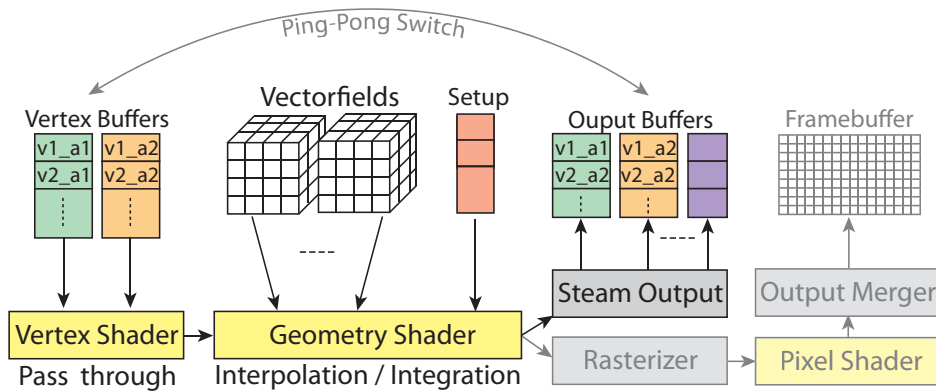 Ping-Pong Switch
Vertex Buffers
Vectorfields
Setup
Ouput Buffers
Framebuffer
v1_a1
v1_a2
v2_a1
v2_a2
v1_a1
v1_a2
v2_a2
v2_a2
Steam Output
Output Merger
Vertex Shader
Geometry Shader
Rasterizer
Pixel Shader
Pass through
Interpolation / Integration